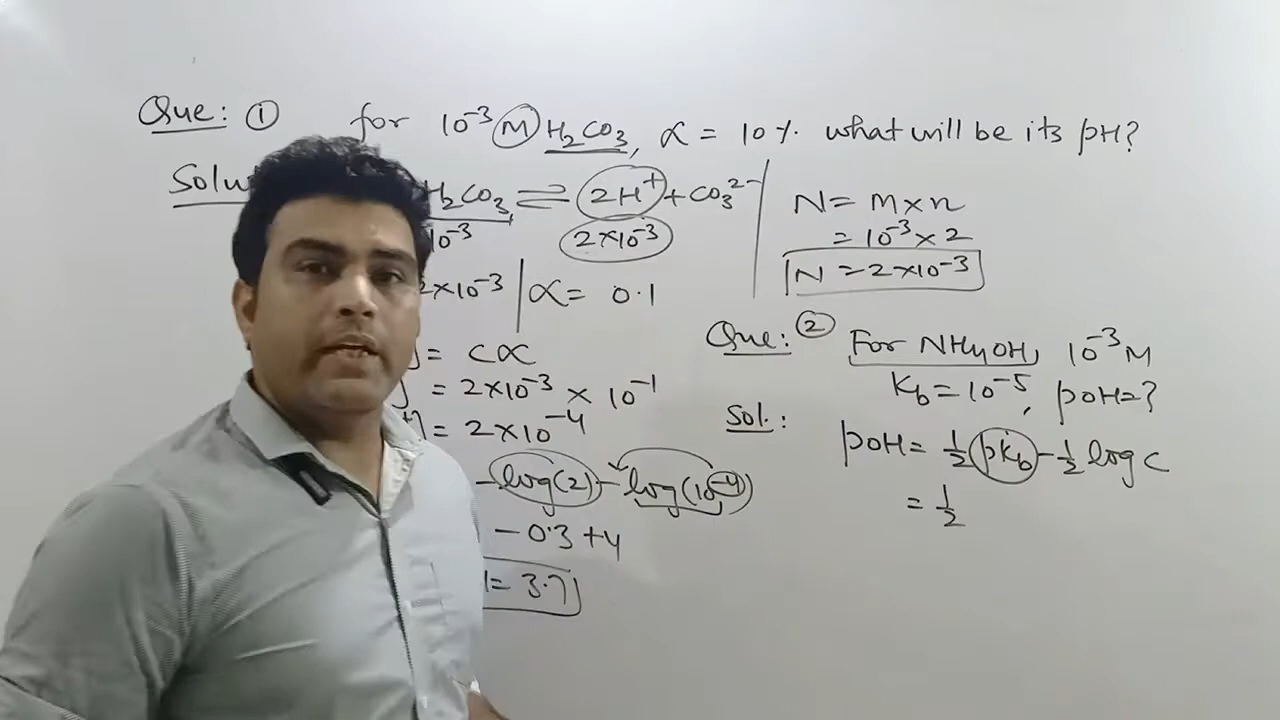 Que: ① for 10⁻³ M H₂CO₃, α = 10% what will be its pH?
Solu H₂CO₃ ⇌ 2H⁺ + CO₃²⁻
10⁻³ 2×10⁻³
2×10⁻³ | α = 0.1
= Cα
= 2×10⁻³ × 10⁻¹
= 2×10⁻⁴
- log(2) - log(10⁻⁴)
- 0.3 + 4
= 3.7
N = M × n
= 10⁻³ × 2
N = 2×10⁻³
Que: ② For NH₄OH, 10⁻³ M
Kb = 10⁻⁵, pOH = ?
Sol. :
pOH = ½ pKb - ½ log C
= ½